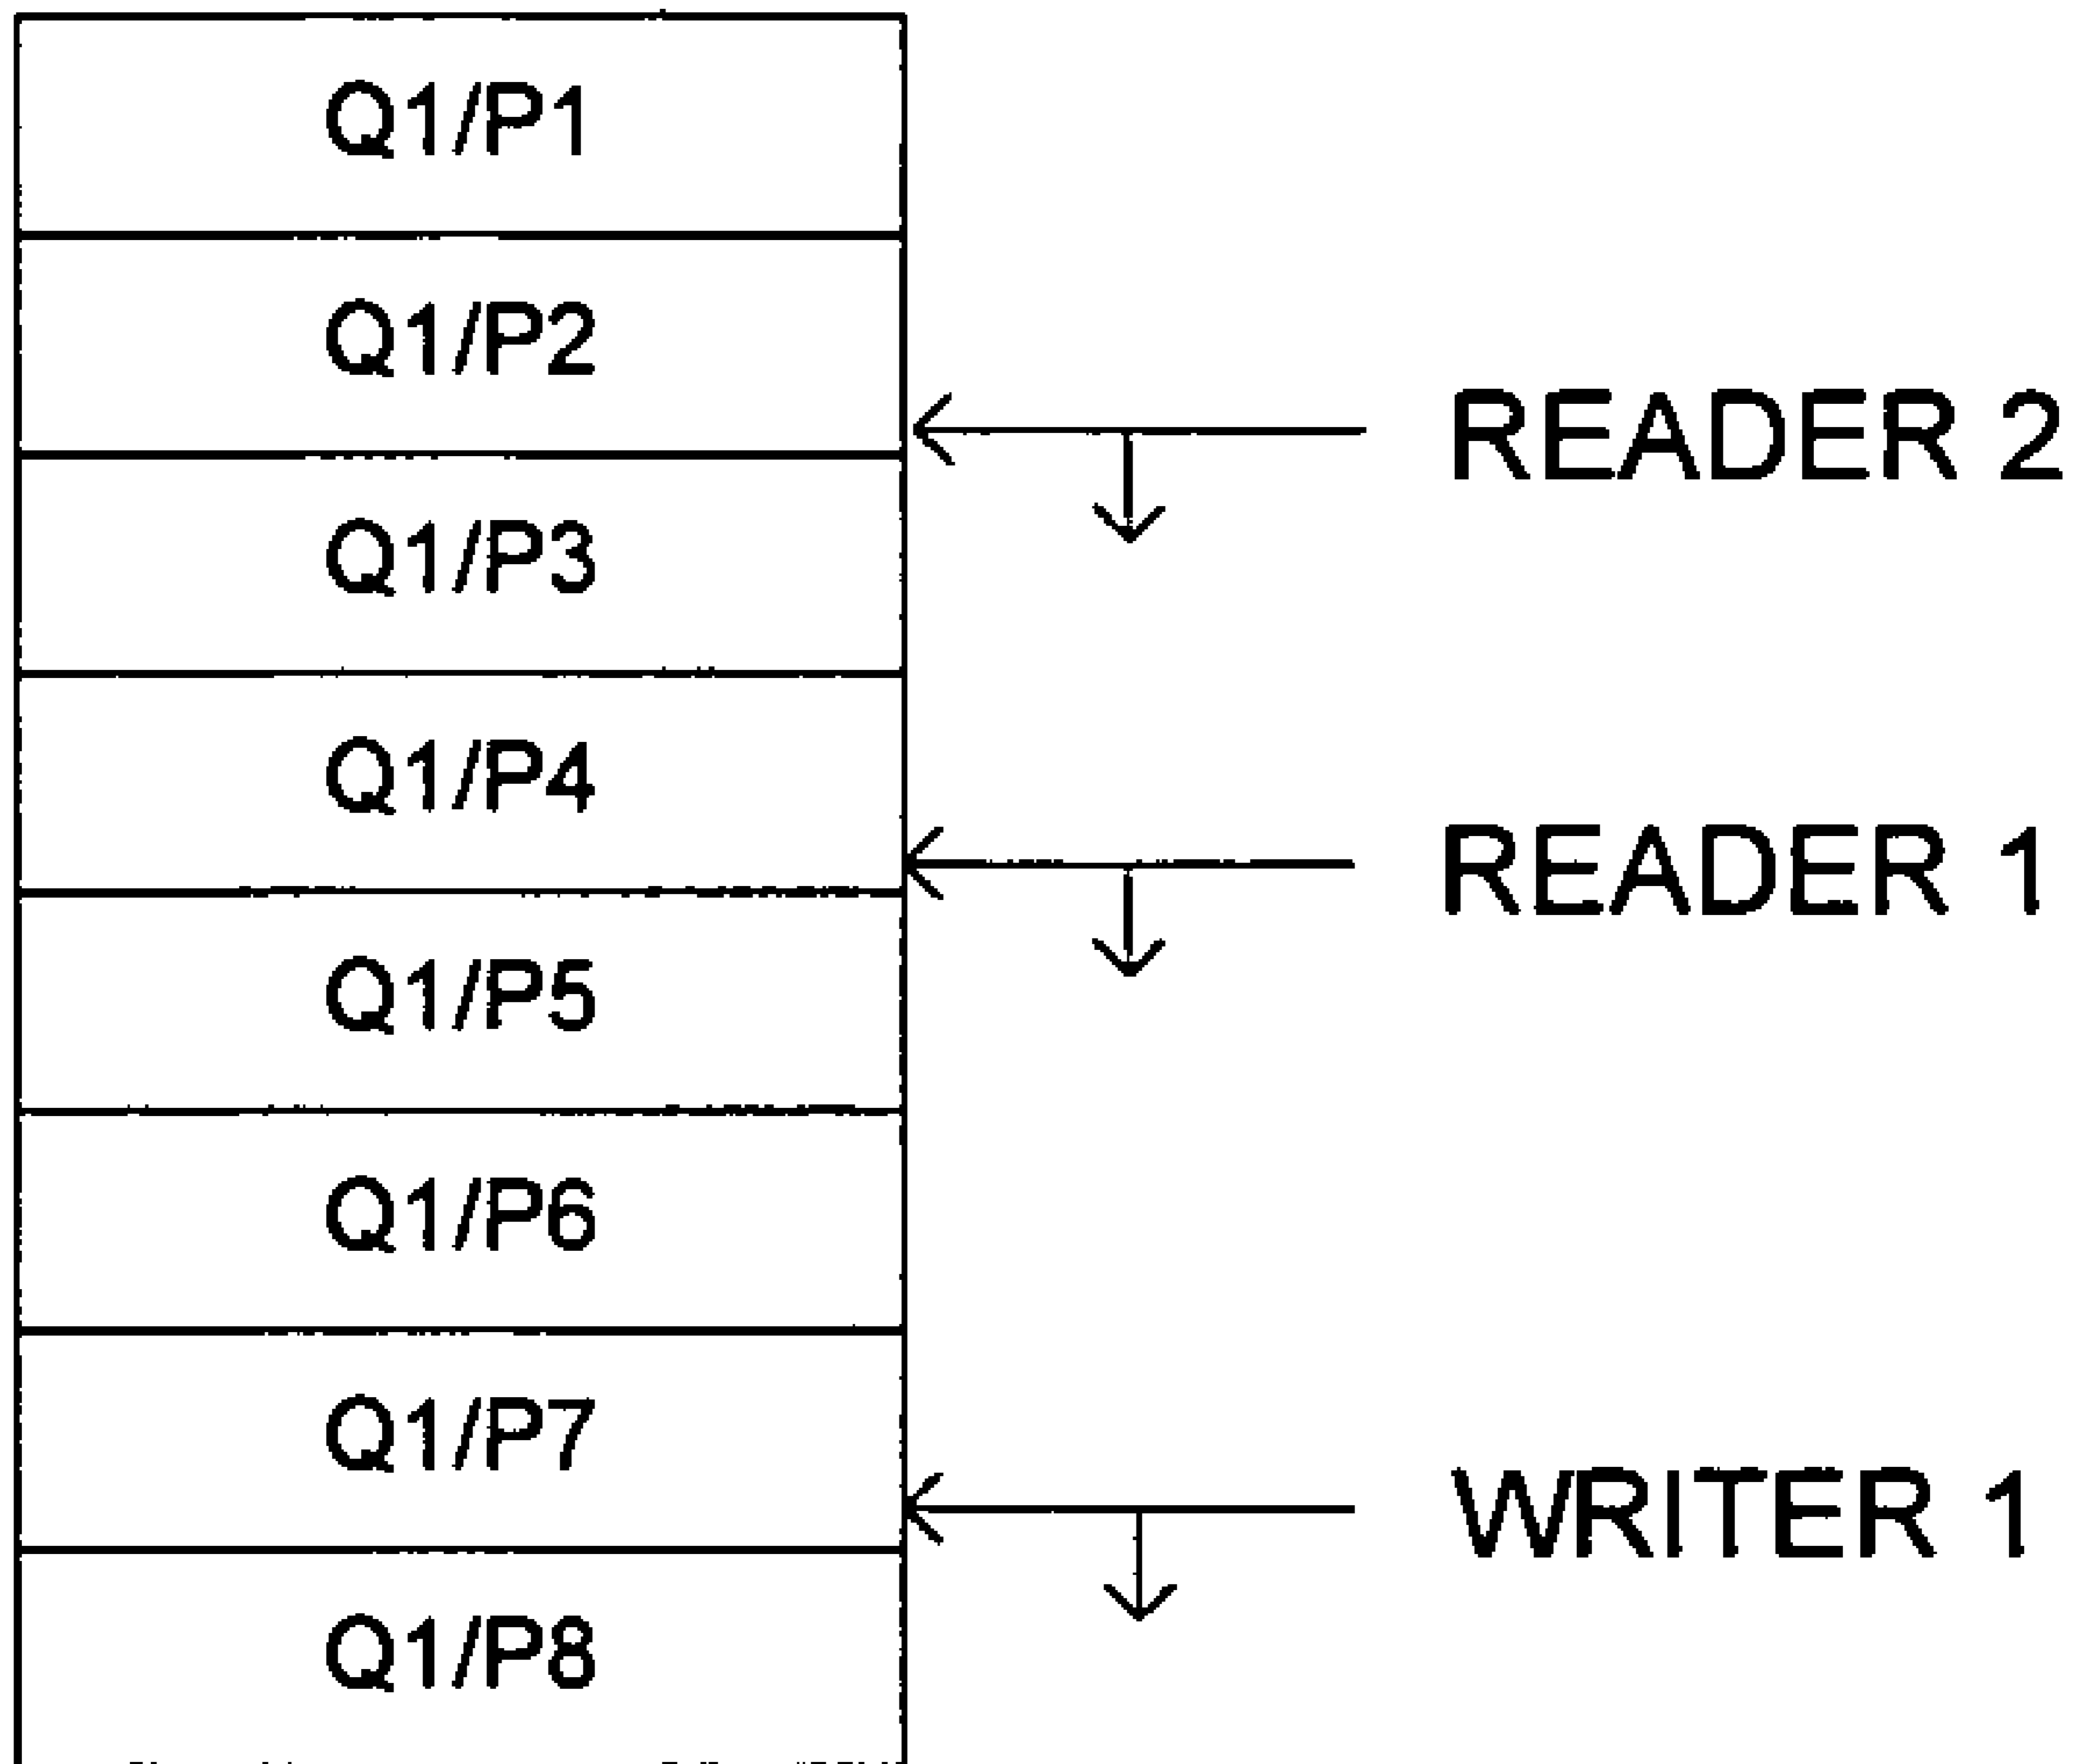 Q1/P1
Q1/P2
READER 2
Q1/P3
Q1/P4
READER 1
Q1/P5
Q1/P6
Q1/P7
WRITER 1
Q1/P8